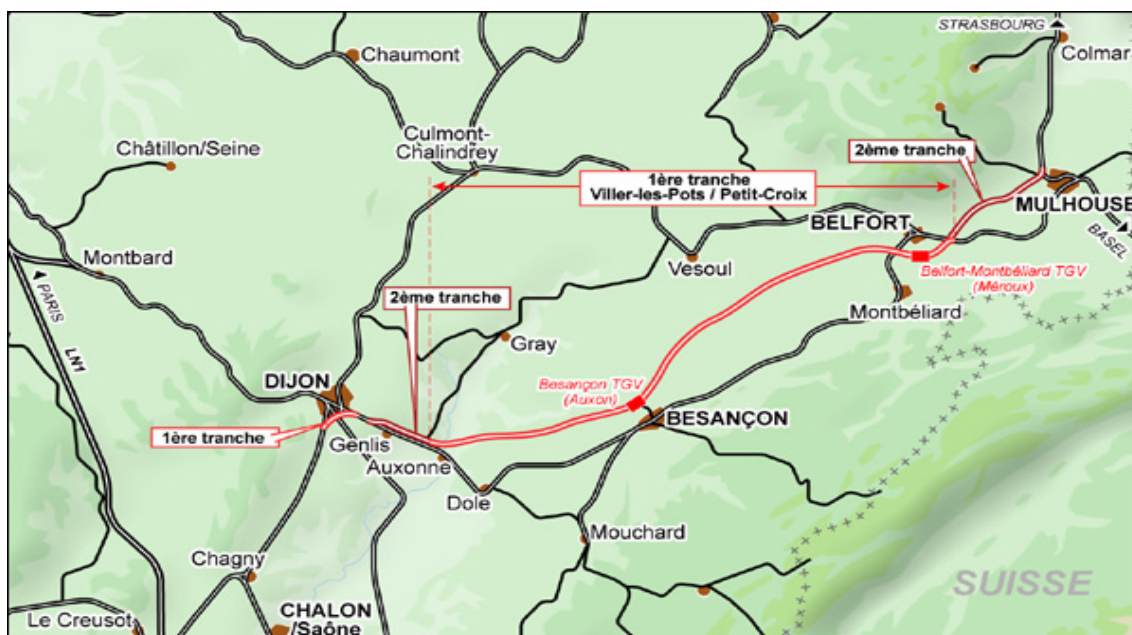 STRASBOURG
Colmar
Chaumont
Culmont-
Chalindrey
Châtillon/Seine
2ème tranche
1ère tranche
Viller-les-Pots / Petit-Croix
MULHOUSE
BELFORT
BASEL
Vesoul
Belfort-Montbéliard TGV
(Méroux)
Montbard
PARIS
LN1
2ème tranche
Montbéliard
Gray
DIJON
Besançon TGV
(Auxon)
BESANÇON
1ère tranche
Genlis
Auxonne
Dole
Mouchard
Chagny
SUISSE
Le Creusot
CHALON
/Saône